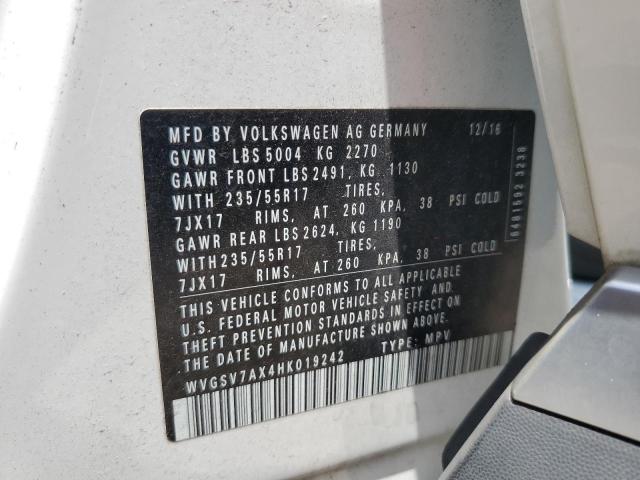 MFD BY VOLKSWAGEN AG GERMANY 12/16
GVWR LBS 5004 KG 2270
GAWR FRONT LBS 2491, KG 1130
WITH 235/55R17 TIRES,
7JX17 RIMS, AT 260 KPA, 38 PSI COLD
GAWR REAR LBS 2624, KG 1190
WITH 235/55R17 TIRES,
7JX17 RIMS, AT 260 KPA, 38 PSI COLD
THIS VEHICLE CONFORMS TO ALL APPLICABLE
U.S. FEDERAL MOTOR VEHICLE SAFETY AND
THEFT PREVENTION STANDARDS IN EFFECT ON
THE DATE OF MANUFACTURE SHOWN ABOVE.
WVGSV7AX4HK019242 TYPE: MPV
6481592 3238